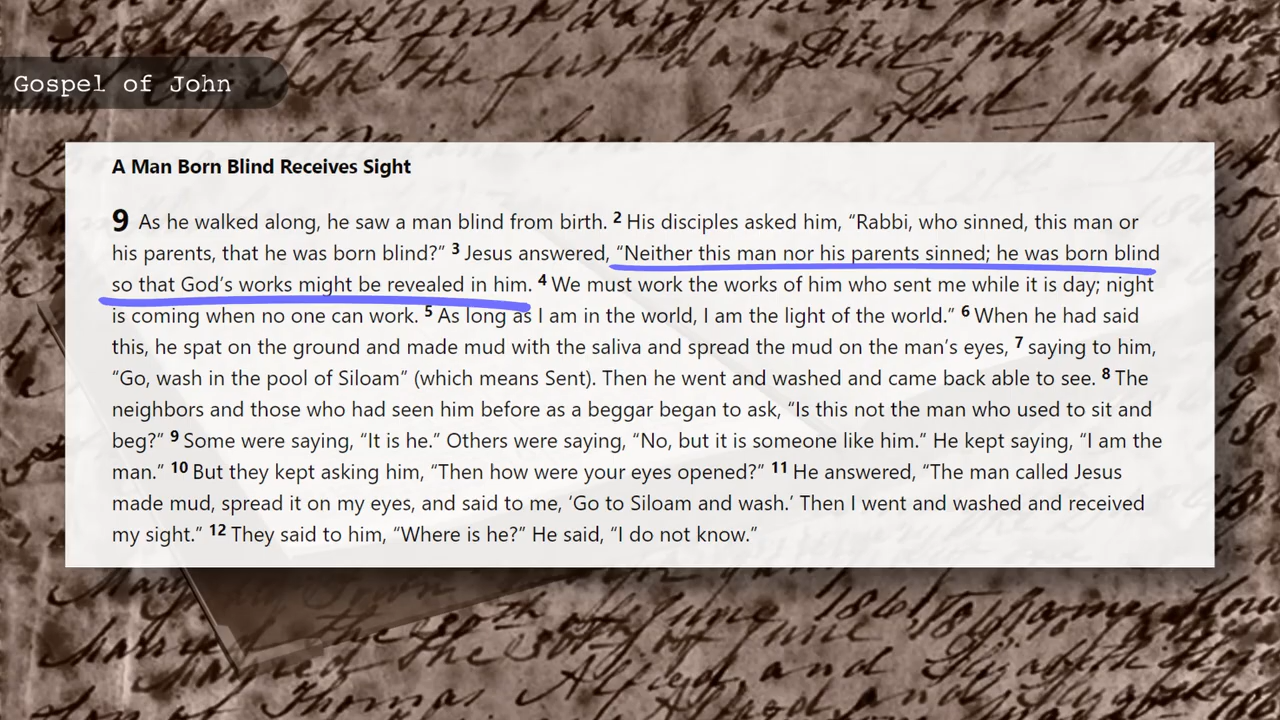 Gospel of John
A Man Born Blind Receives Sight
9 As he walked along, he saw a man blind from birth. 2 His disciples asked him, “Rabbi, who sinned, this man or
his parents, that he was born blind?” 3 Jesus answered, “Neither this man nor his parents sinned; he was born blind
so that God’s works might be revealed in him. 4 We must work the works of him who sent me while it is day; night
is coming when no one can work. 5 As long as I am in the world, I am the light of the world.” 6 When he had said
this, he spat on the ground and made mud with the saliva and spread the mud on the man’s eyes, 7 saying to him,
“Go, wash in the pool of Siloam” (which means Sent). Then he went and washed and came back able to see. 8 The
neighbors and those who had seen him before as a beggar began to ask, “Is this not the man who used to sit and
beg?” 9 Some were saying, “It is he.” Others were saying, “No, but it is someone like him.” He kept saying, “I am the
man.” 10 But they kept asking him, “Then how were your eyes opened?” 11 He answered, “The man called Jesus
made mud, spread it on my eyes, and said to me, ‘Go to Siloam and wash.’ Then I went and washed and received
my sight.” 12 They said to him, “Where is he?” He said, “I do not know.”